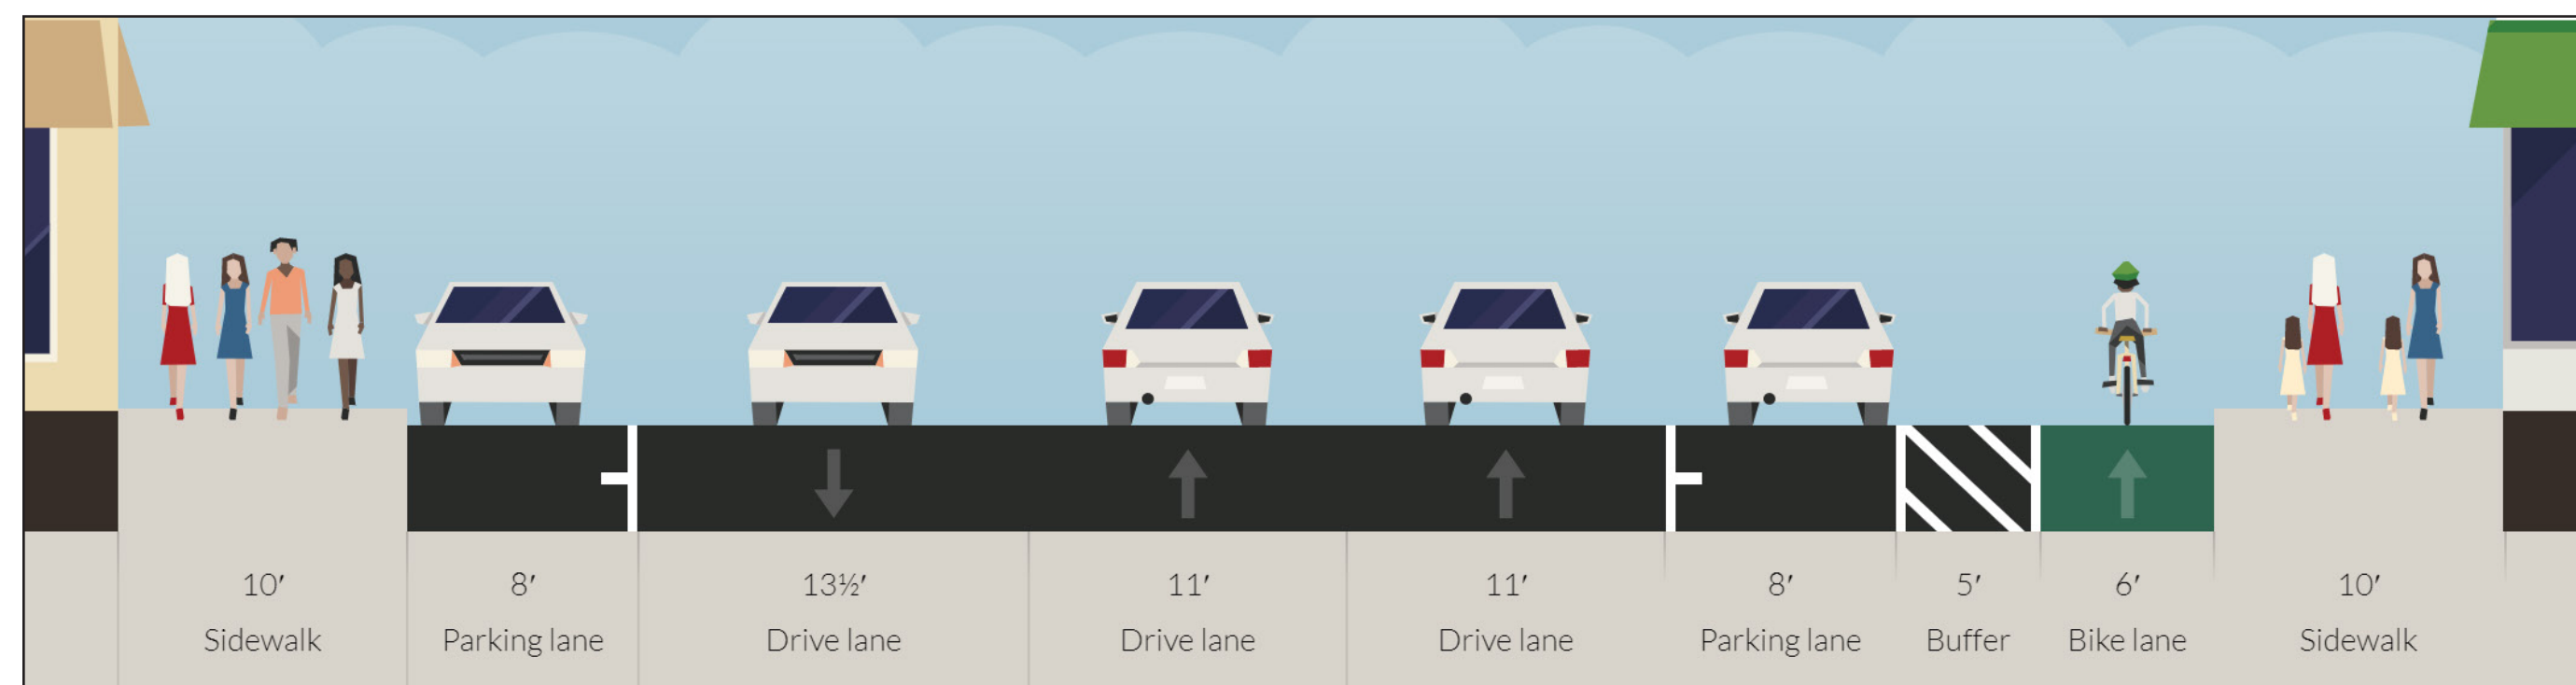 10′ 8′ 13½′ 11′ 11′ 8′ 5′ 6′ 10′
Sidewalk Parking lane Drive lane Drive lane Drive lane Parking lane Buffer Bike lane Sidewalk